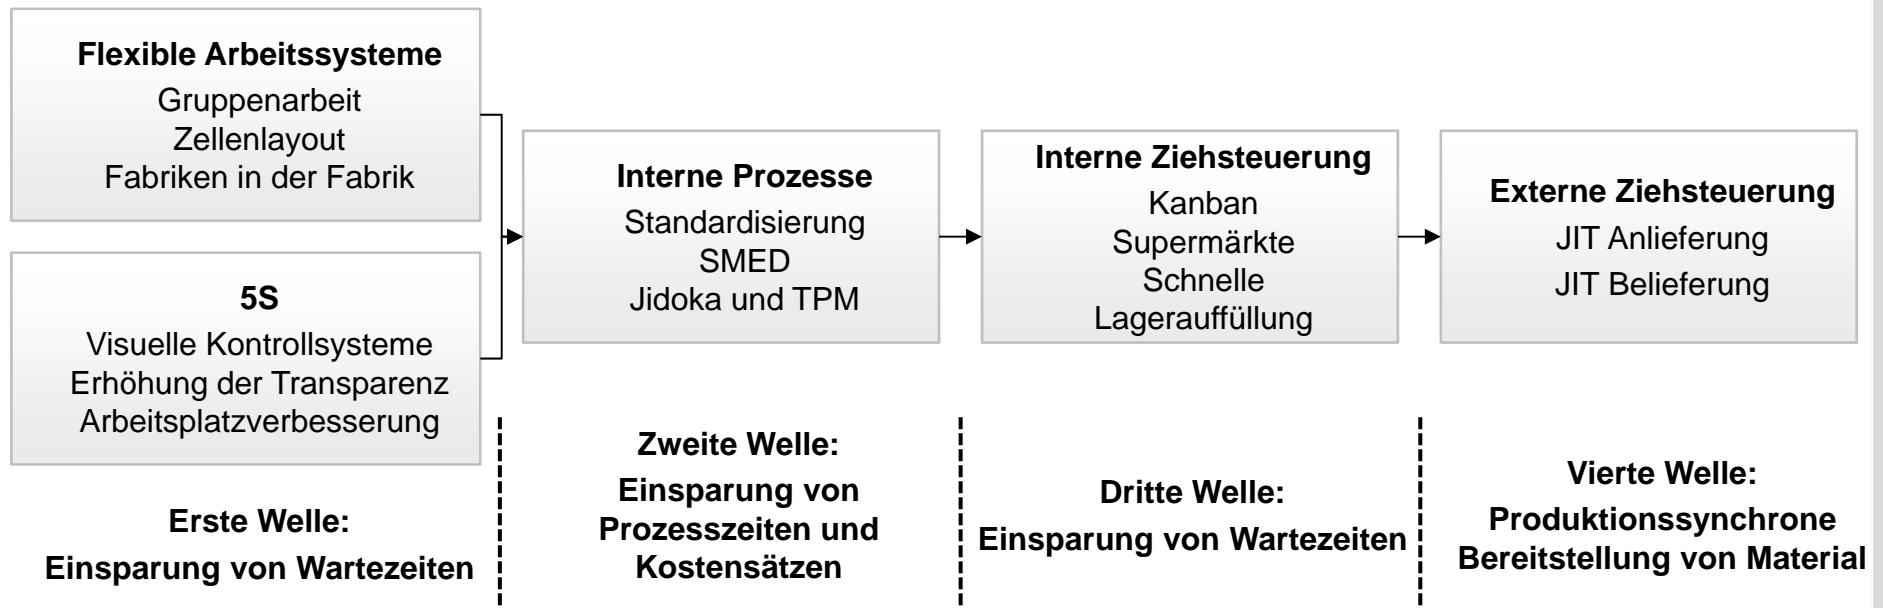 Flexible Arbeitssysteme
Gruppenarbeit
Zellenlayout
Fabriken in der Fabrik
5S
Visuelle Kontrollsysteme
Erhöhung der Transparenz
Arbeitsplatzverbesserung
Interne Prozesse
Standardisierung
SMED
Jidoka und TPM
Interne Ziehsteuerung
Kanban
Supermärkte
Schnelle
Lagerauffüllung
Externe Ziehsteuerung
JIT Anlieferung
JIT Belieferung
Erste Welle:
Einsparung von Wartezeiten
Zweite Welle:
Einsparung von
Prozesszeiten und
Kostensätzen
Dritte Welle:
Einsparung von Wartezeiten
Vierte Welle:
Produktionssynchrone
Bereitstellung von Material